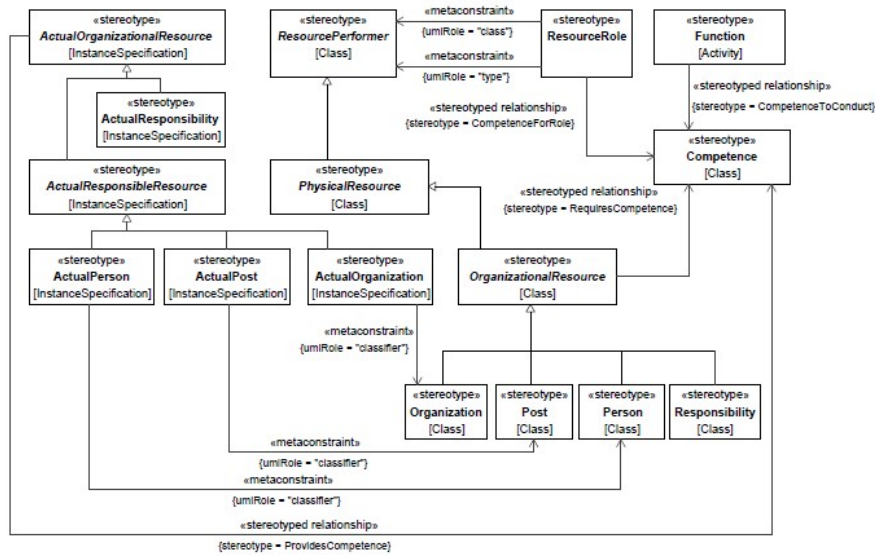 «stereotype»
ActualOrganizationalResource
[InstanceSpecification]
«stereotype»
ResourcePerformer
[Class]
«metaconstraint»
{umlRole = "class"}
«metaconstraint»
{umlRole = "type"}
«stereotype»
ResourceRole
«stereotype»
Function
[Activity]
«stereotype»
ActualResponsibility
[InstanceSpecification]
«stereotyped relationship»
{stereotype = CompetenceForRole}
«stereotyped relationship»
{stereotype = CompetenceToConduct}
«stereotype»
Competence
[Class]
«stereotype»
ActualResponsibleResource
[InstanceSpecification]
«stereotype»
PhysicalResource
[Class]
«stereotyped relationship»
{stereotype = RequiresCompetence}
«stereotype»
ActualPerson
[InstanceSpecification]
«stereotype»
ActualPost
[InstanceSpecification]
«stereotype»
ActualOrganization
[InstanceSpecification]
«stereotype»
OrganizationalResource
[Class]
«metaconstraint»
{umlRole = "classifier"}
«stereotype»
Organization
[Class]
«stereotype»
Post
[Class]
«stereotype»
Person
[Class]
«stereotype»
Responsibility
[Class]
«metaconstraint»
{umlRole = "classifier"}
«metaconstraint»
{umlRole = "classifier"}
«stereotyped relationship»
{stereotype = ProvidesCompetence}